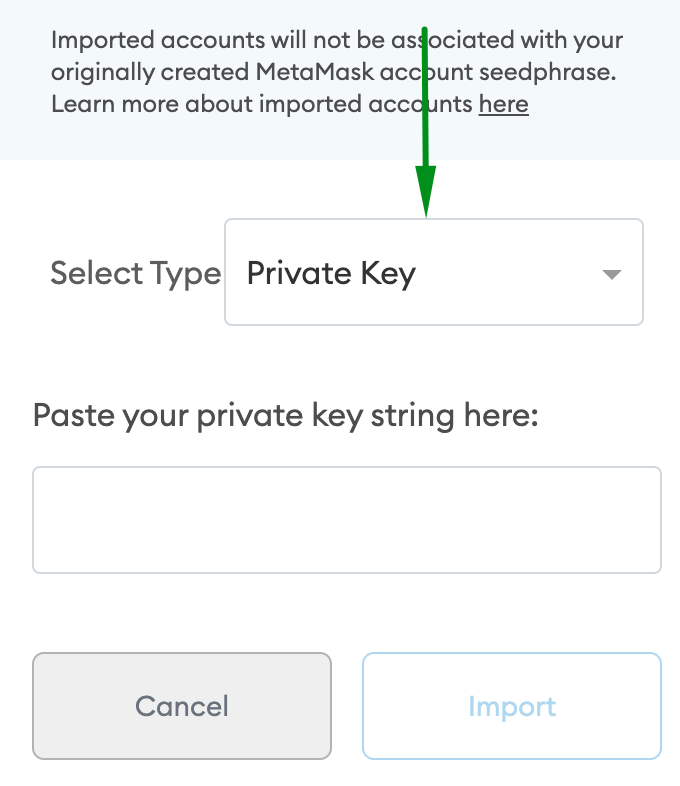 Imported accounts will not be associated with your
originally created MetaMask account seedphrase.
Learn more about imported accounts here
Select Type Private Key
Paste your private key string here:
Cancel Import